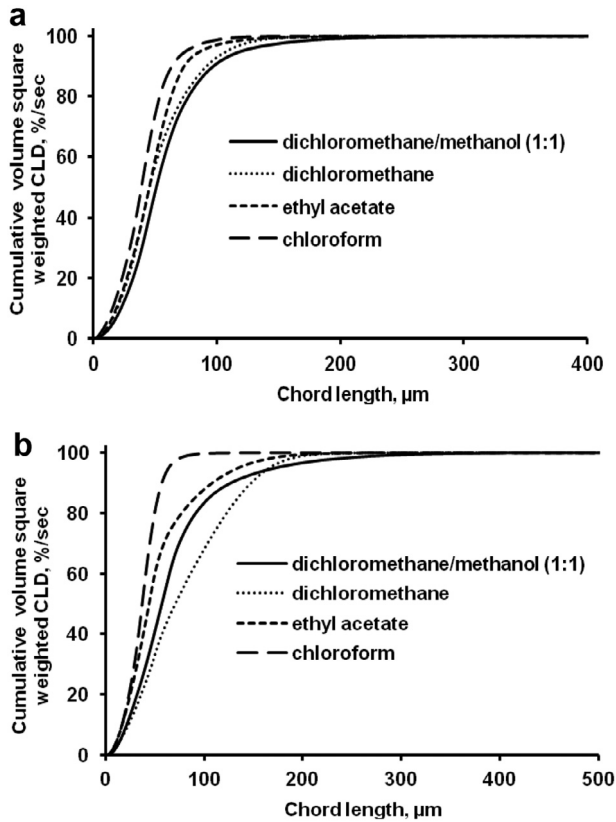 a
Cumulative volume square
weighted CLD, %/sec
100
80
60
40
20
0
dichloromethane/methanol (1:1)
dichloromethane
ethyl acetate
chloroform
0 100 200 300 400
Chord length, µm
b
Cumulative volume square
weighted CLD, %/sec
100
80
60
40
20
0
dichloromethane/methanol (1:1)
dichloromethane
ethyl acetate
chloroform
0 100 200 300 400 500
Chord length, µm